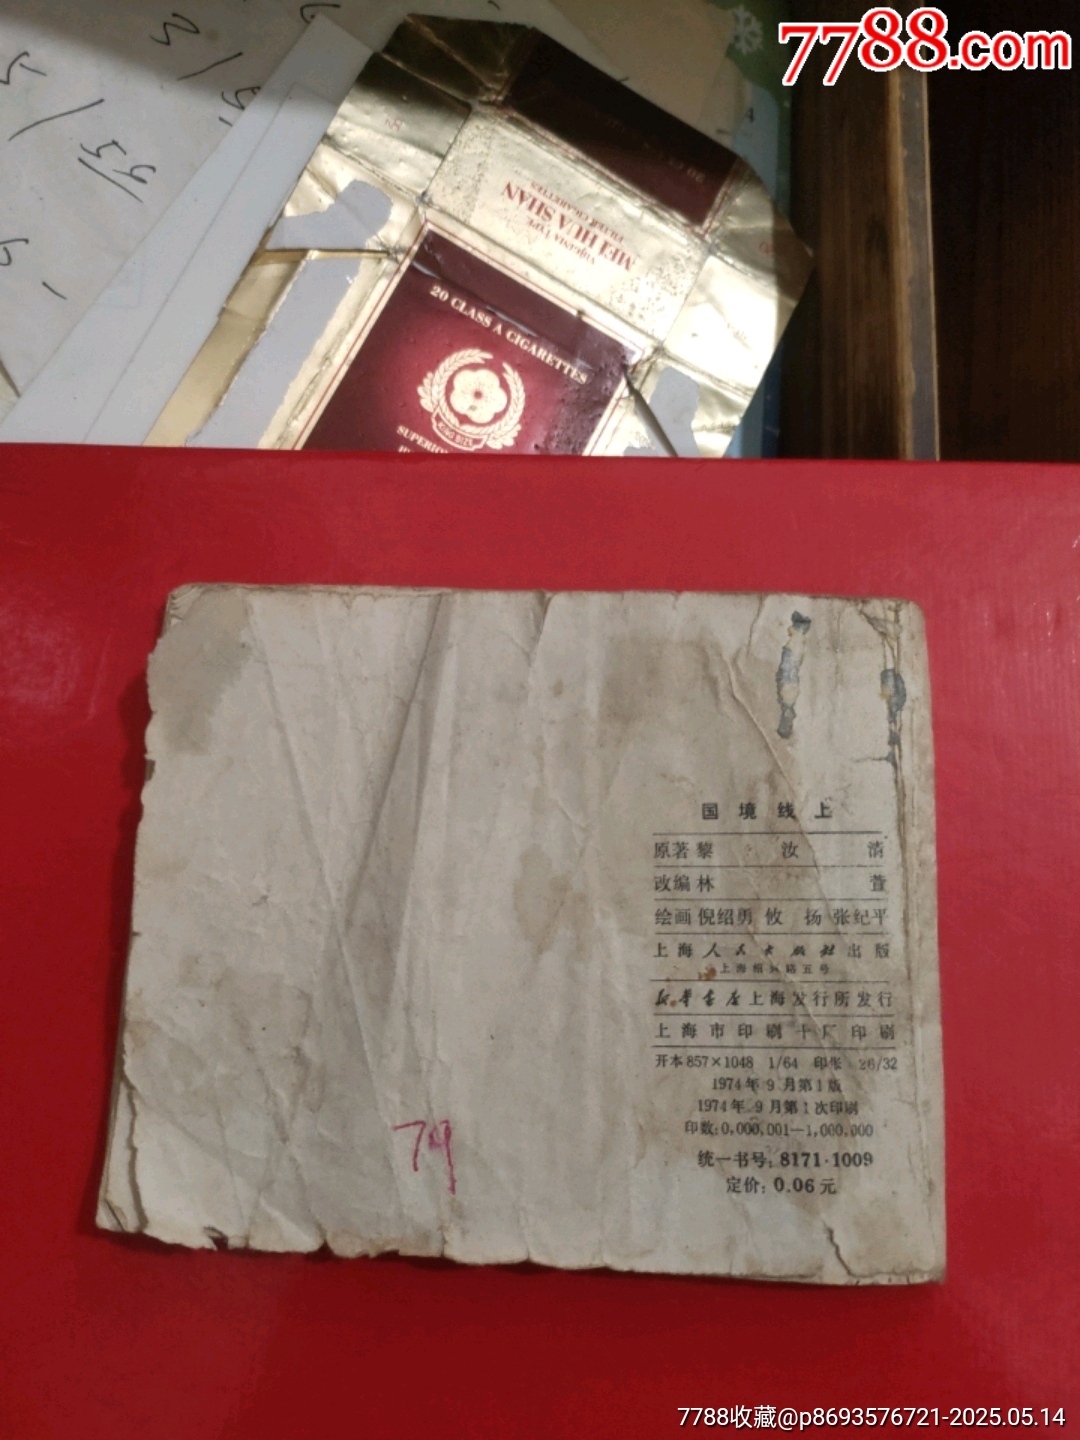 7788.com
VIRGINIA TYPE
MEI HUA SHAN
FILTER CIGARETTES
20 CLASS A CIGARETTES
KING SIZE
国境线上
原著 黎汝清
改编 林萱
绘画 倪绍勇 攸扬 张纪平
上海人民出版社出版
上海绍兴路五号
新华书店上海发行所发行
上海市印刷十厂印刷
开本 857×1048 1/64 印张 26/32
1974年9月第1版
1974年9月第1次印刷
印数:0,000,001—1,000,000
统一书号:8171·1009
定价:0.06元
79
7788收藏@p8693576721-2025.05.14